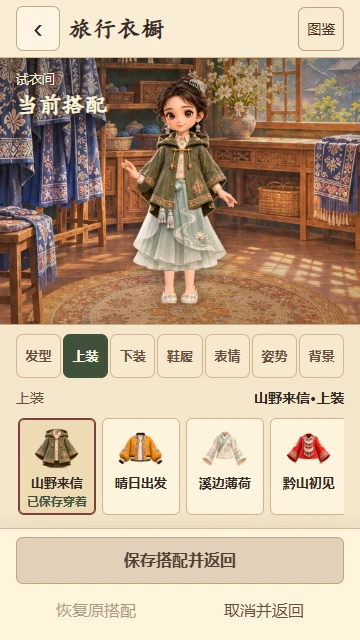 ‹ 旅行衣橱 图鉴
试衣间
当前搭配
发型 上装 下装 鞋履 表情 姿势 背景
上装 山野来信·上装
山野来信 晴日出发 溪边薄荷 黔山初见
已保存穿着
保存搭配并返回
恢复原搭配 取消并返回